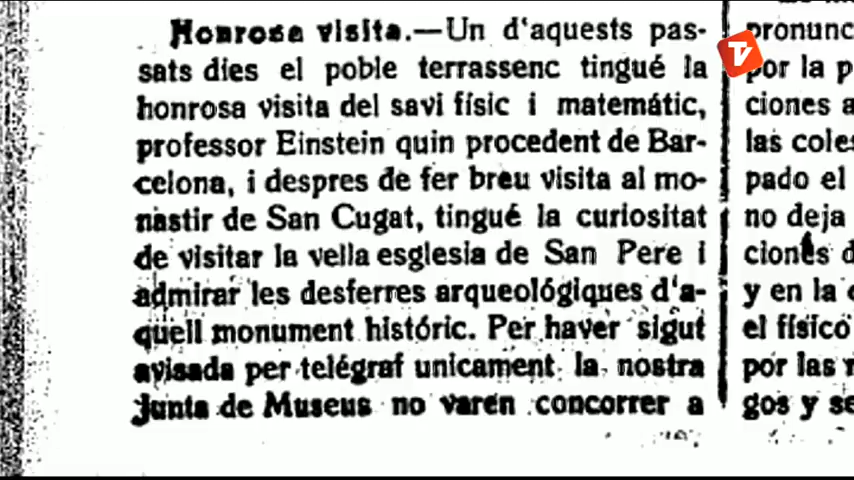 Honrosa visita.—Un d'aquests pas-
sats dies el poble terrassenc tingué la
honrosa visita del savi físic i matemátic,
professor Einstein quin procedent de Bar-
celona, i despres de fer breu visita al mo-
nastir de San Cugat, tingué la curiositat
de visitar la vella esglesia de San Pere i
admirar les desferres arqueológiques d'a-
quell monument históric. Per haver sigut
avisada per telégraf unicament la nostra
Junta de Museus no varen concorrer a
pronunc
por la p
ciones a
las coles
pado el
no deja
ciones d
y en la
el físico
por las
gos y se
TV